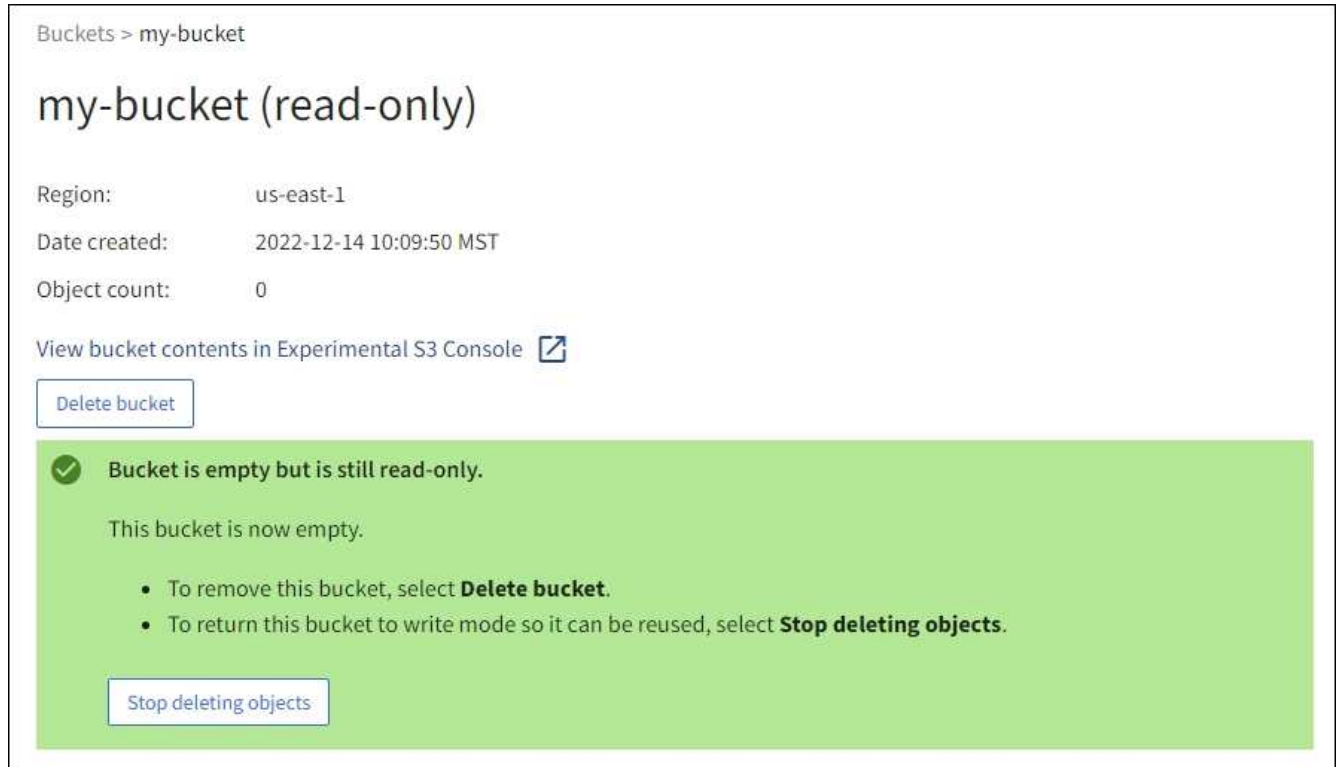 Buckets > my-bucket
my-bucket (read-only)
Region: us-east-1
Date created: 2022-12-14 10:09:50 MST
Object count: 0
View bucket contents in Experimental S3 Console
Delete bucket
Bucket is empty but is still read-only.
This bucket is now empty.
• To remove this bucket, select Delete bucket.
• To return this bucket to write mode so it can be reused, select Stop deleting objects.
Stop deleting objects